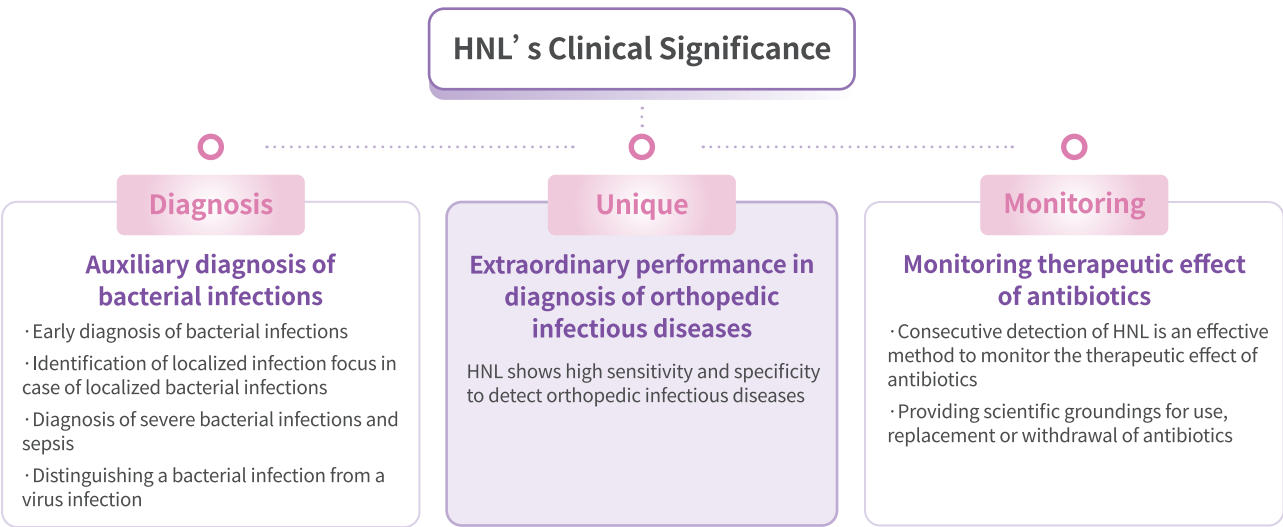 HNL’ s Clinical Significance
Diagnosis
Auxiliary diagnosis of
bacterial infections
·Early diagnosis of bacterial infections
·Identification of localized infection focus in
case of localized bacterial infections
·Diagnosis of severe bacterial infections and
sepsis
·Distinguishing a bacterial infection from a
virus infection
Unique
Extraordinary performance in
diagnosis of orthopedic
infectious diseases
HNL shows high sensitivity and specificity
to detect orthopedic infectious diseases
Monitoring
Monitoring therapeutic effect
of antibiotics
·Consecutive detection of HNL is an effective
method to monitor the therapeutic effect of
antibiotics
·Providing scientific groundings for use,
replacement or withdrawal of antibiotics